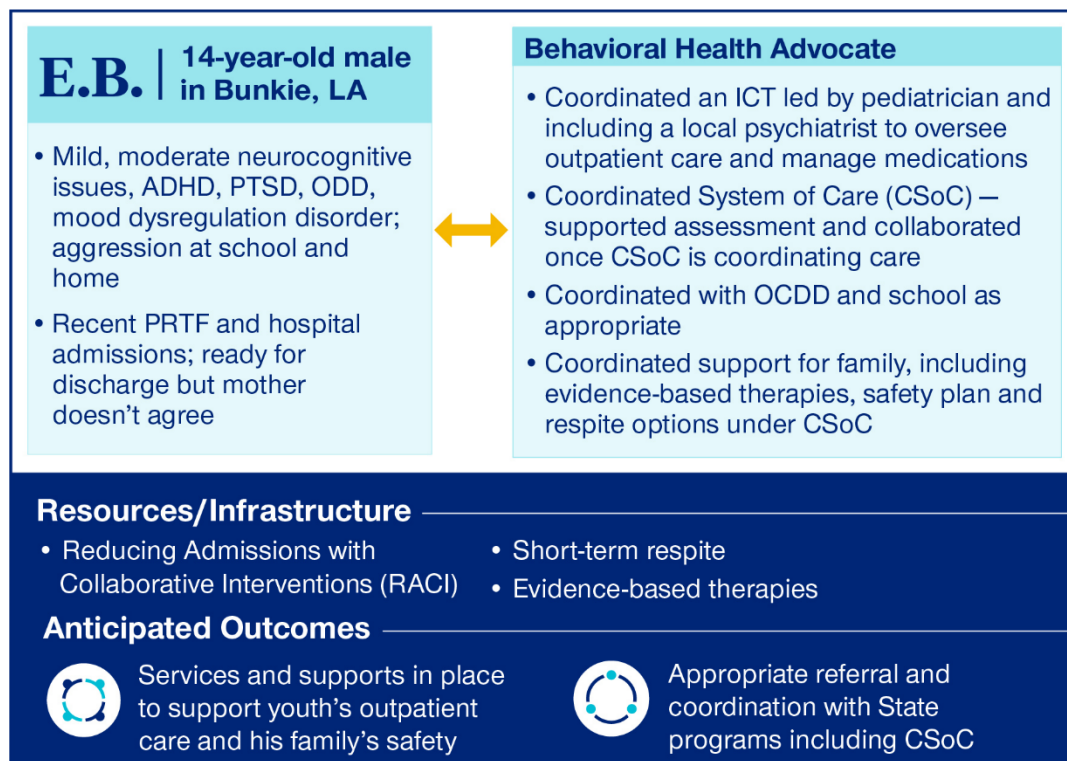 E.B. | 14-year-old male
in Bunkie, LA
• Mild, moderate neurocognitive
issues, ADHD, PTSD, ODD,
mood dysregulation disorder;
aggression at school and
home
• Recent PRTF and hospital
admissions; ready for
discharge but mother
doesn’t agree
Behavioral Health Advocate
• Coordinated an ICT led by pediatrician and
including a local psychiatrist to oversee
outpatient care and manage medications
• Coordinated System of Care (CSoC) —
supported assessment and collaborated
once CSoC is coordinating care
• Coordinated with OCDD and school as
appropriate
• Coordinated support for family, including
evidence-based therapies, safety plan and
respite options under CSoC
Resources/Infrastructure
• Reducing Admissions with
Collaborative Interventions (RACI)
• Short-term respite
• Evidence-based therapies
Anticipated Outcomes
Services and supports in place
to support youth’s outpatient
care and his family’s safety
Appropriate referral and
coordination with State
programs including CSoC